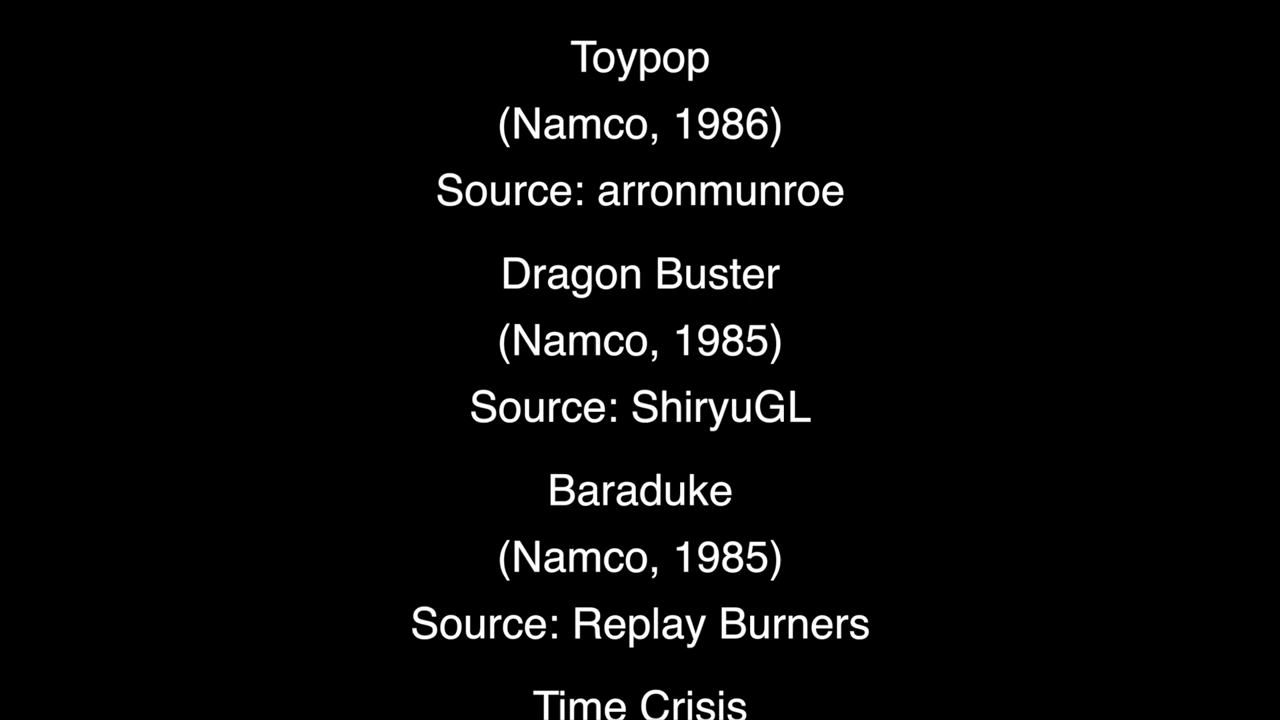 Toypop
(Namco, 1986)
Source: arronmunroe
Dragon Buster
(Namco, 1985)
Source: ShiryuGL
Baraduke
(Namco, 1985)
Source: Replay Burners
Time Crisis